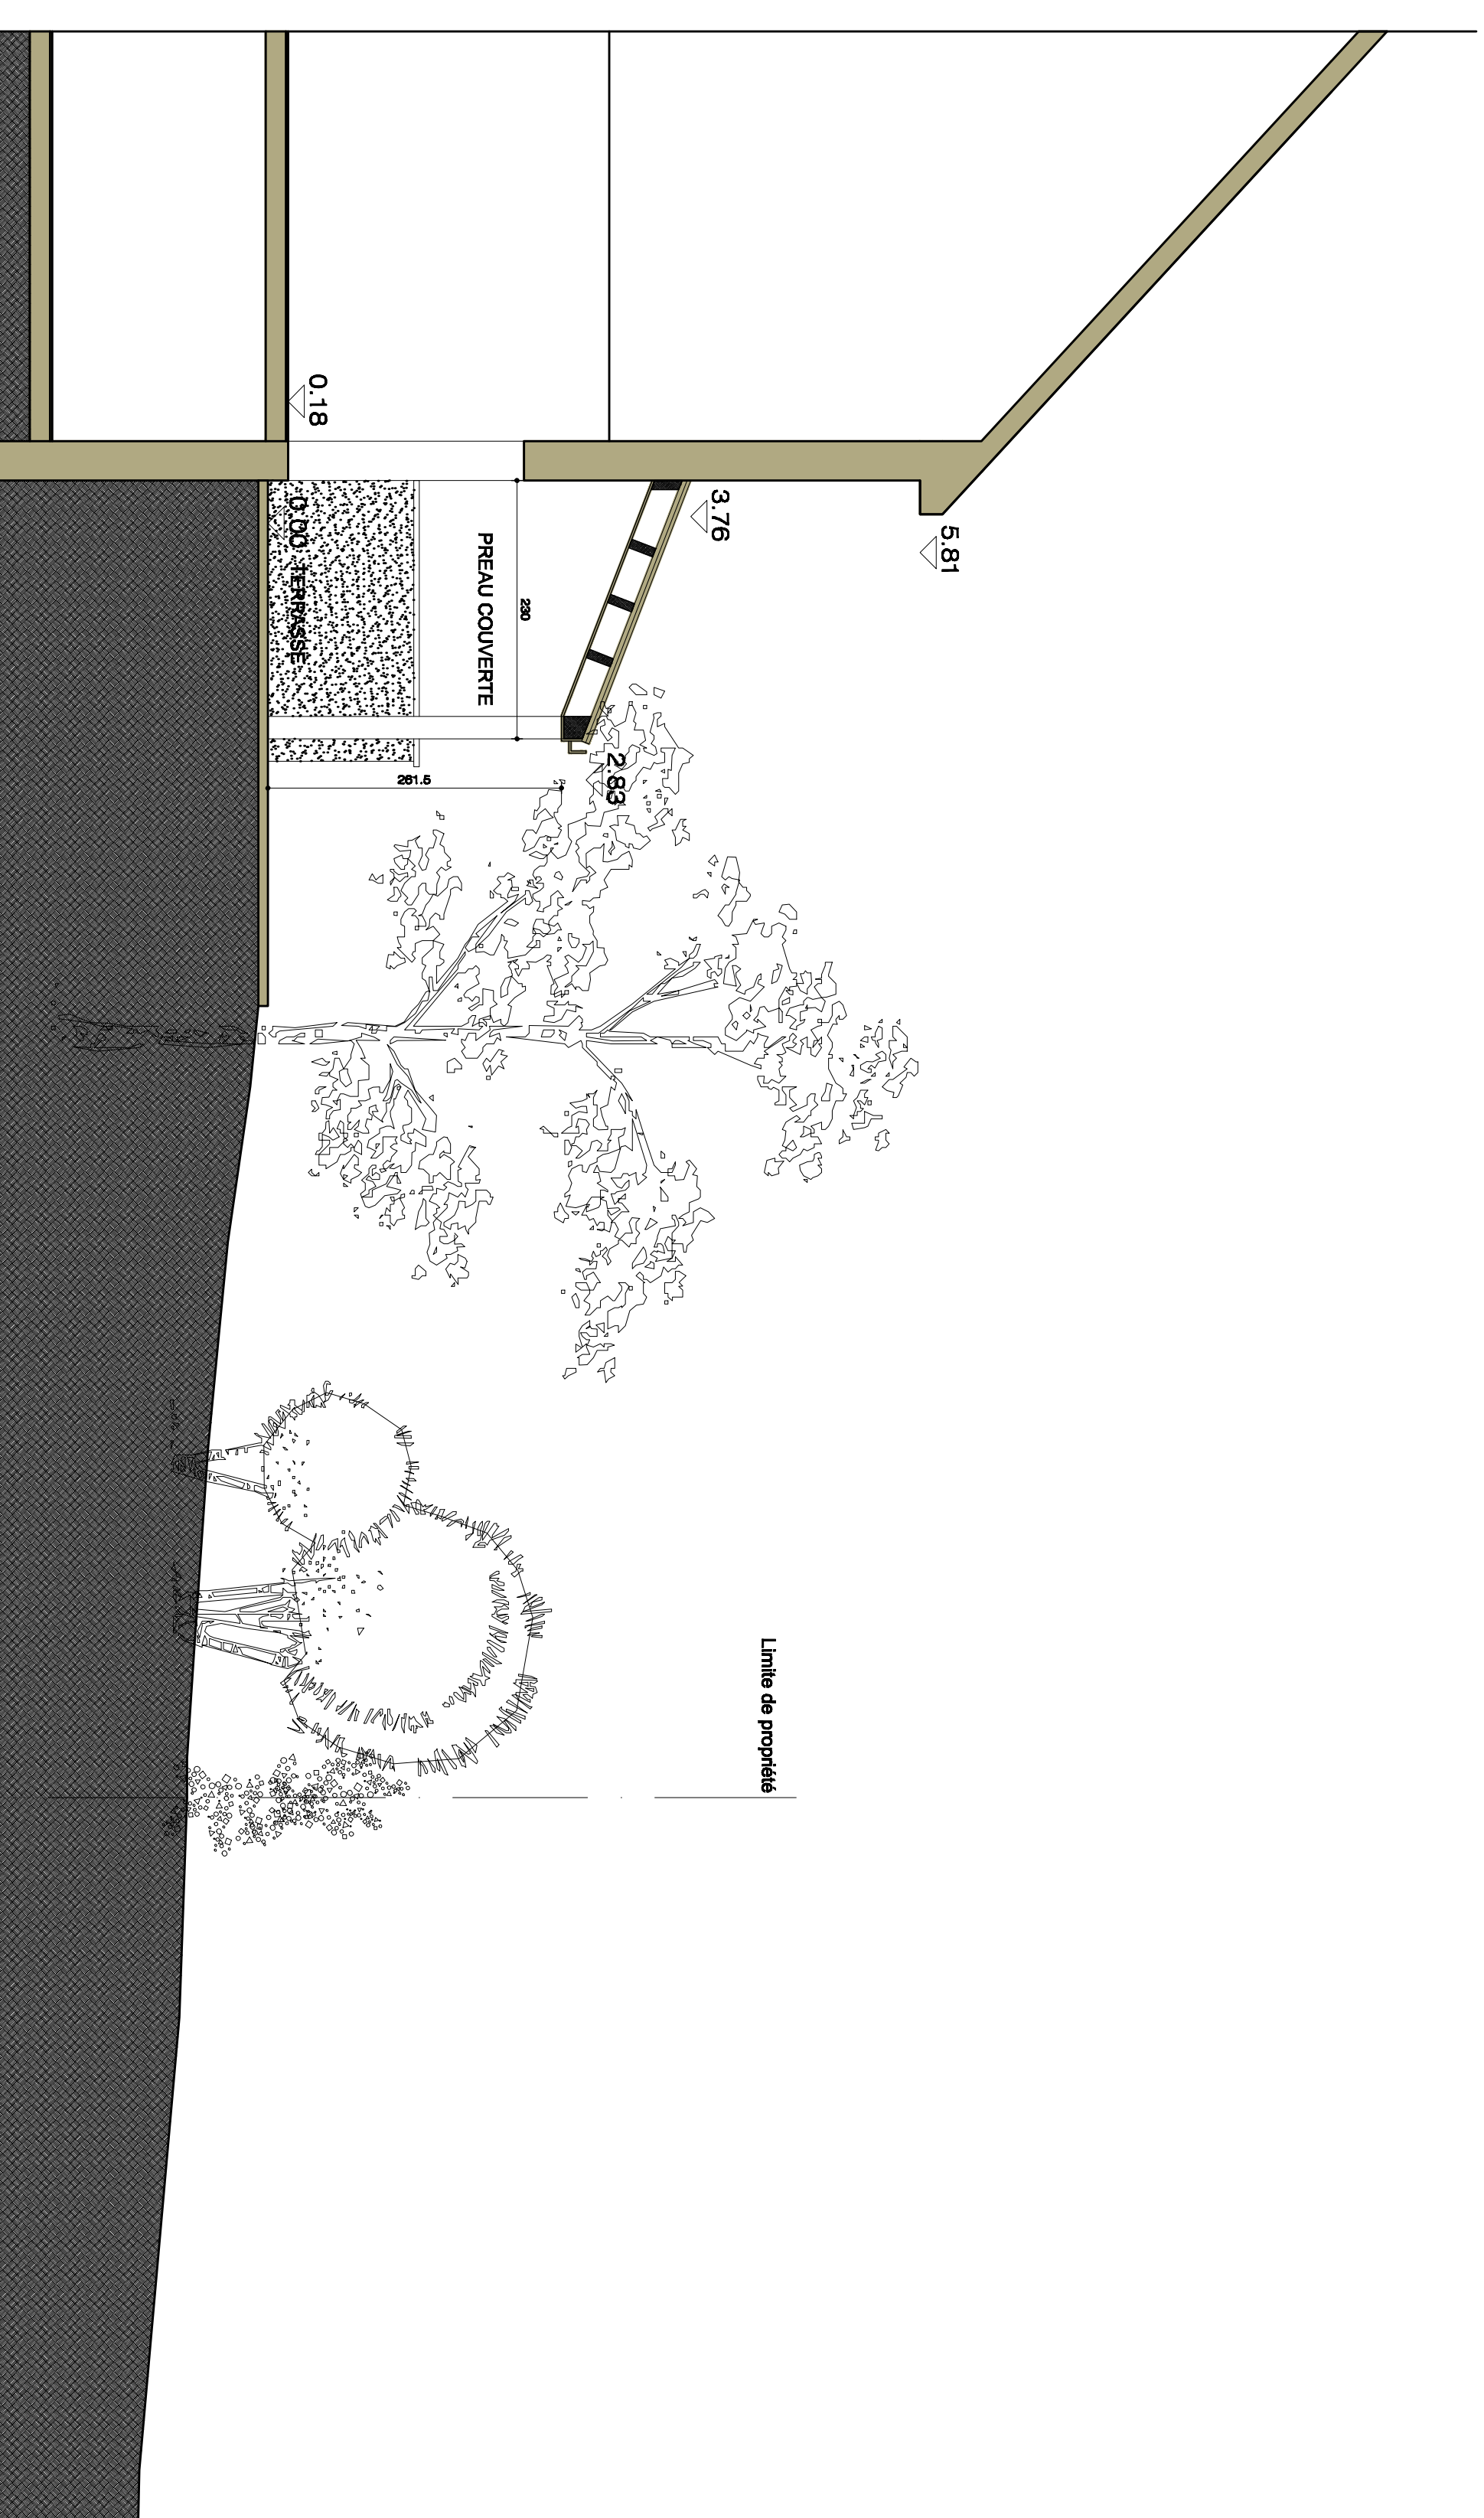 5.81
3.76
2.83
230
PREAU COUVERTE
261.5
0.18
0.00 TERRASSE
Limite de propriété